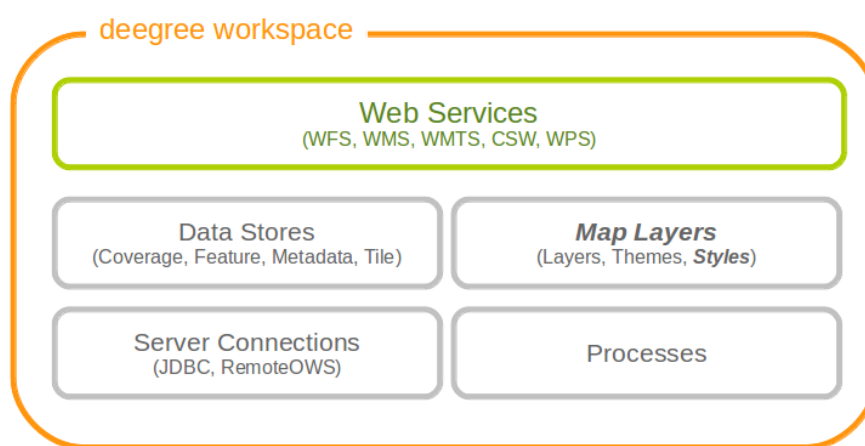 deegree workspace
Web Services
(WFS, WMS, WMTS, CSW, WPS)
Data Stores
(Coverage, Feature, Metadata, Tile)
Map Layers
(Layers, Themes, Styles)
Server Connections
(JDBC, RemoteOWS)
Processes